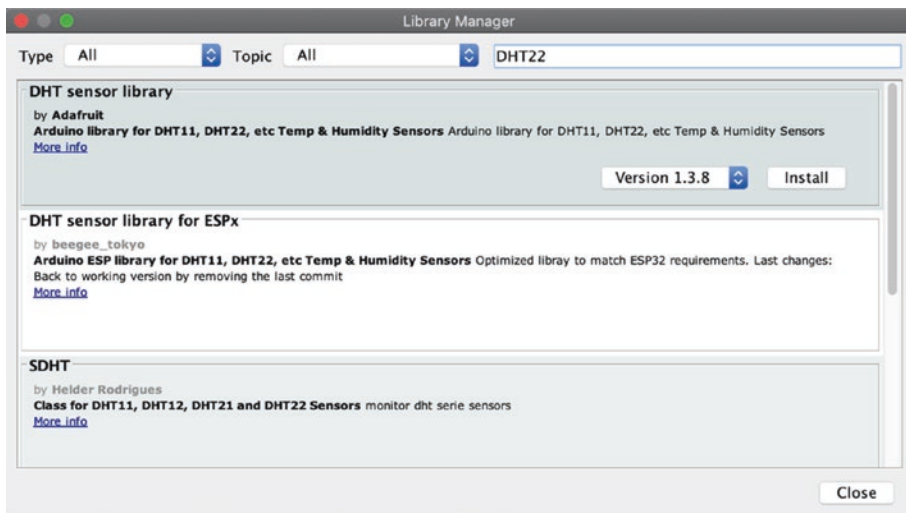 Library Manager
Type All Topic All DHT22
DHT sensor library
by Adafruit
Arduino library for DHT11, DHT22, etc Temp & Humidity Sensors Arduino library for DHT11, DHT22, etc Temp & Humidity Sensors
More info
Version 1.3.8 Install
DHT sensor library for ESPx
by beegee_tokyo
Arduino ESP library for DHT11, DHT22, etc Temp & Humidity Sensors Optimized libray to match ESP32 requirements. Last changes:
Back to working version by removing the last commit
More info
SDHT
by Helder Rodrigues
Class for DHT11, DHT12, DHT21 and DHT22 Sensors monitor dht serie sensors
More info
Close